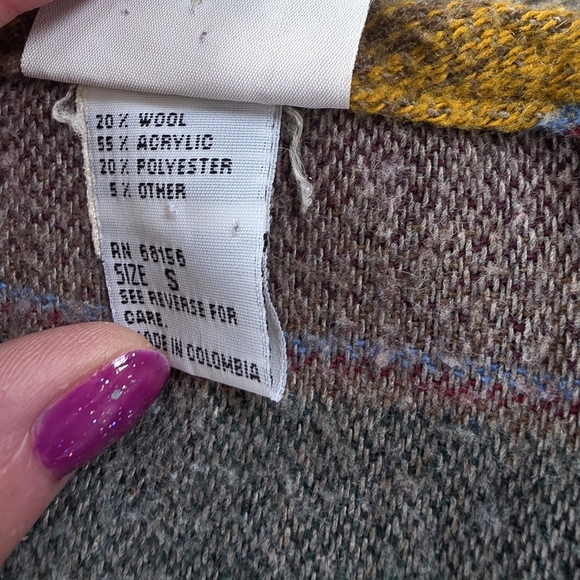 20 % WOOL
55 % ACRYLIC
20 % POLYESTER
5 % OTHER
RN 68156
SIZE S
SEE REVERSE FOR
CARE.
MADE IN COLOMBIA